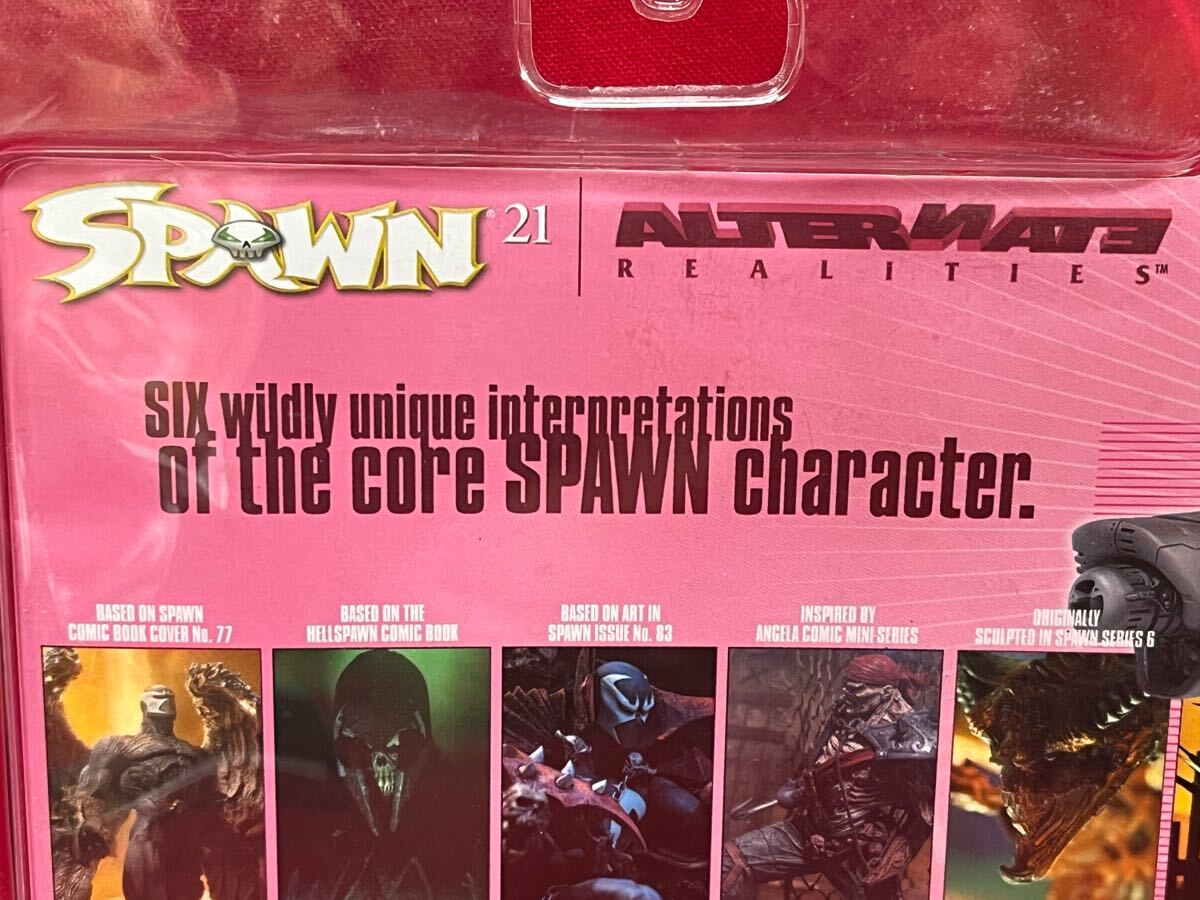 SPAWN® 21
ALTERNATE
REALITIES™
SIX wildly unique interpretations
of the core SPAWN character.
BASED ON SPAWN
COMIC BOOK COVER No. 77
BASED ON THE
HELLSPAWN COMIC BOOK
BASED ON ART IN
SPAWN ISSUE No. 83
INSPIRED BY
ANGELA COMIC MINI-SERIES
ORIGINALLY
SCULPTED IN SPAWN SERIES 6